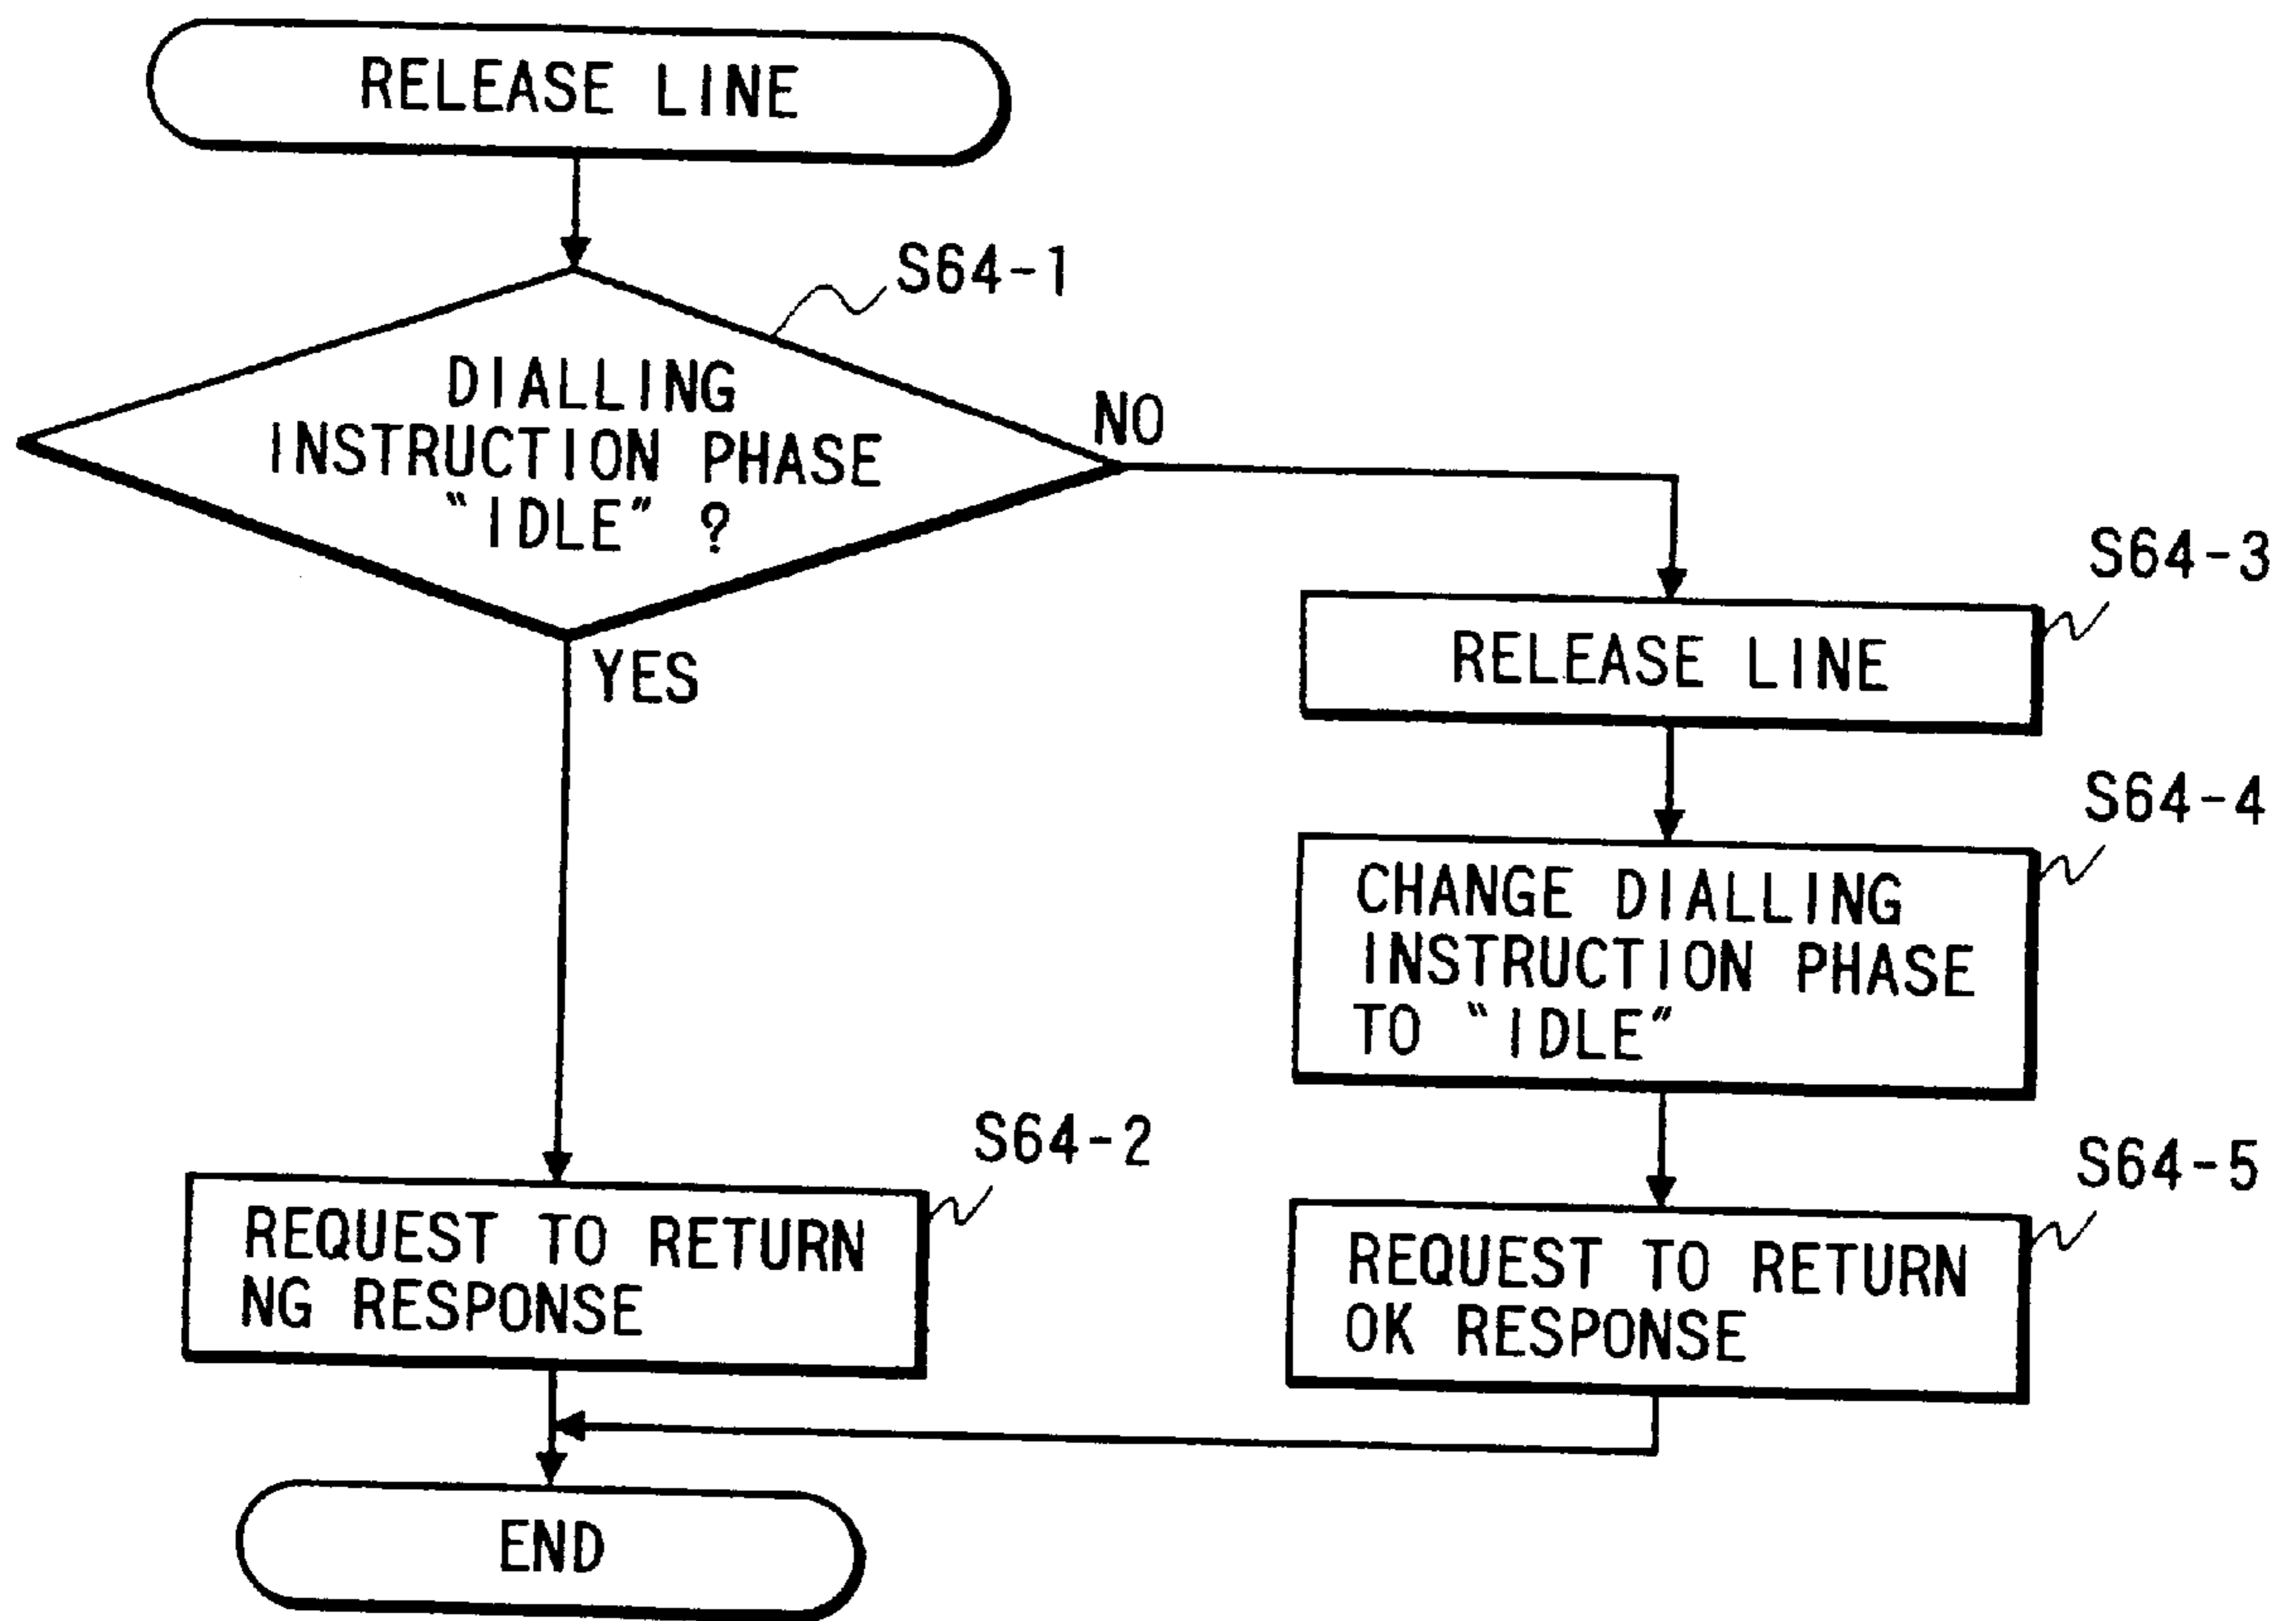 RELEASE LINE
S64-1
DIALLING
INSTRUCTION PHASE
"IDLE" ?
NO
YES
S64-3
RELEASE LINE
S64-4
CHANGE DIALLING
INSTRUCTION PHASE
TO "IDLE"
S64-2
REQUEST TO RETURN
NG RESPONSE
S64-5
REQUEST TO RETURN
OK RESPONSE
END